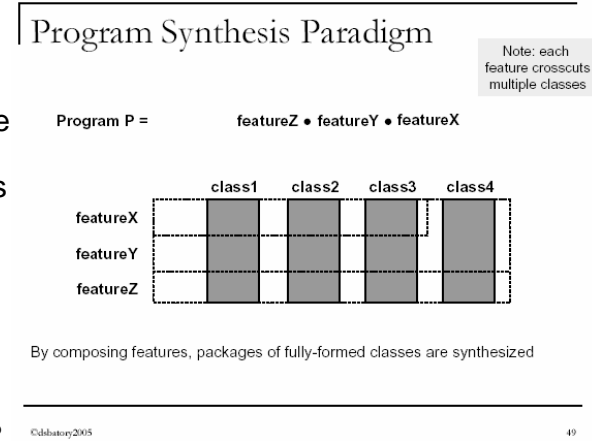 Program Synthesis Paradigm
Note: each
feature crosscuts
multiple classes
e
Program P = featureZ • featureY • featureX
s
class1 class2 class3 class4
featureX
featureY
featureZ
By composing features, packages of fully-formed classes are synthesized
©dsbatory2005 49